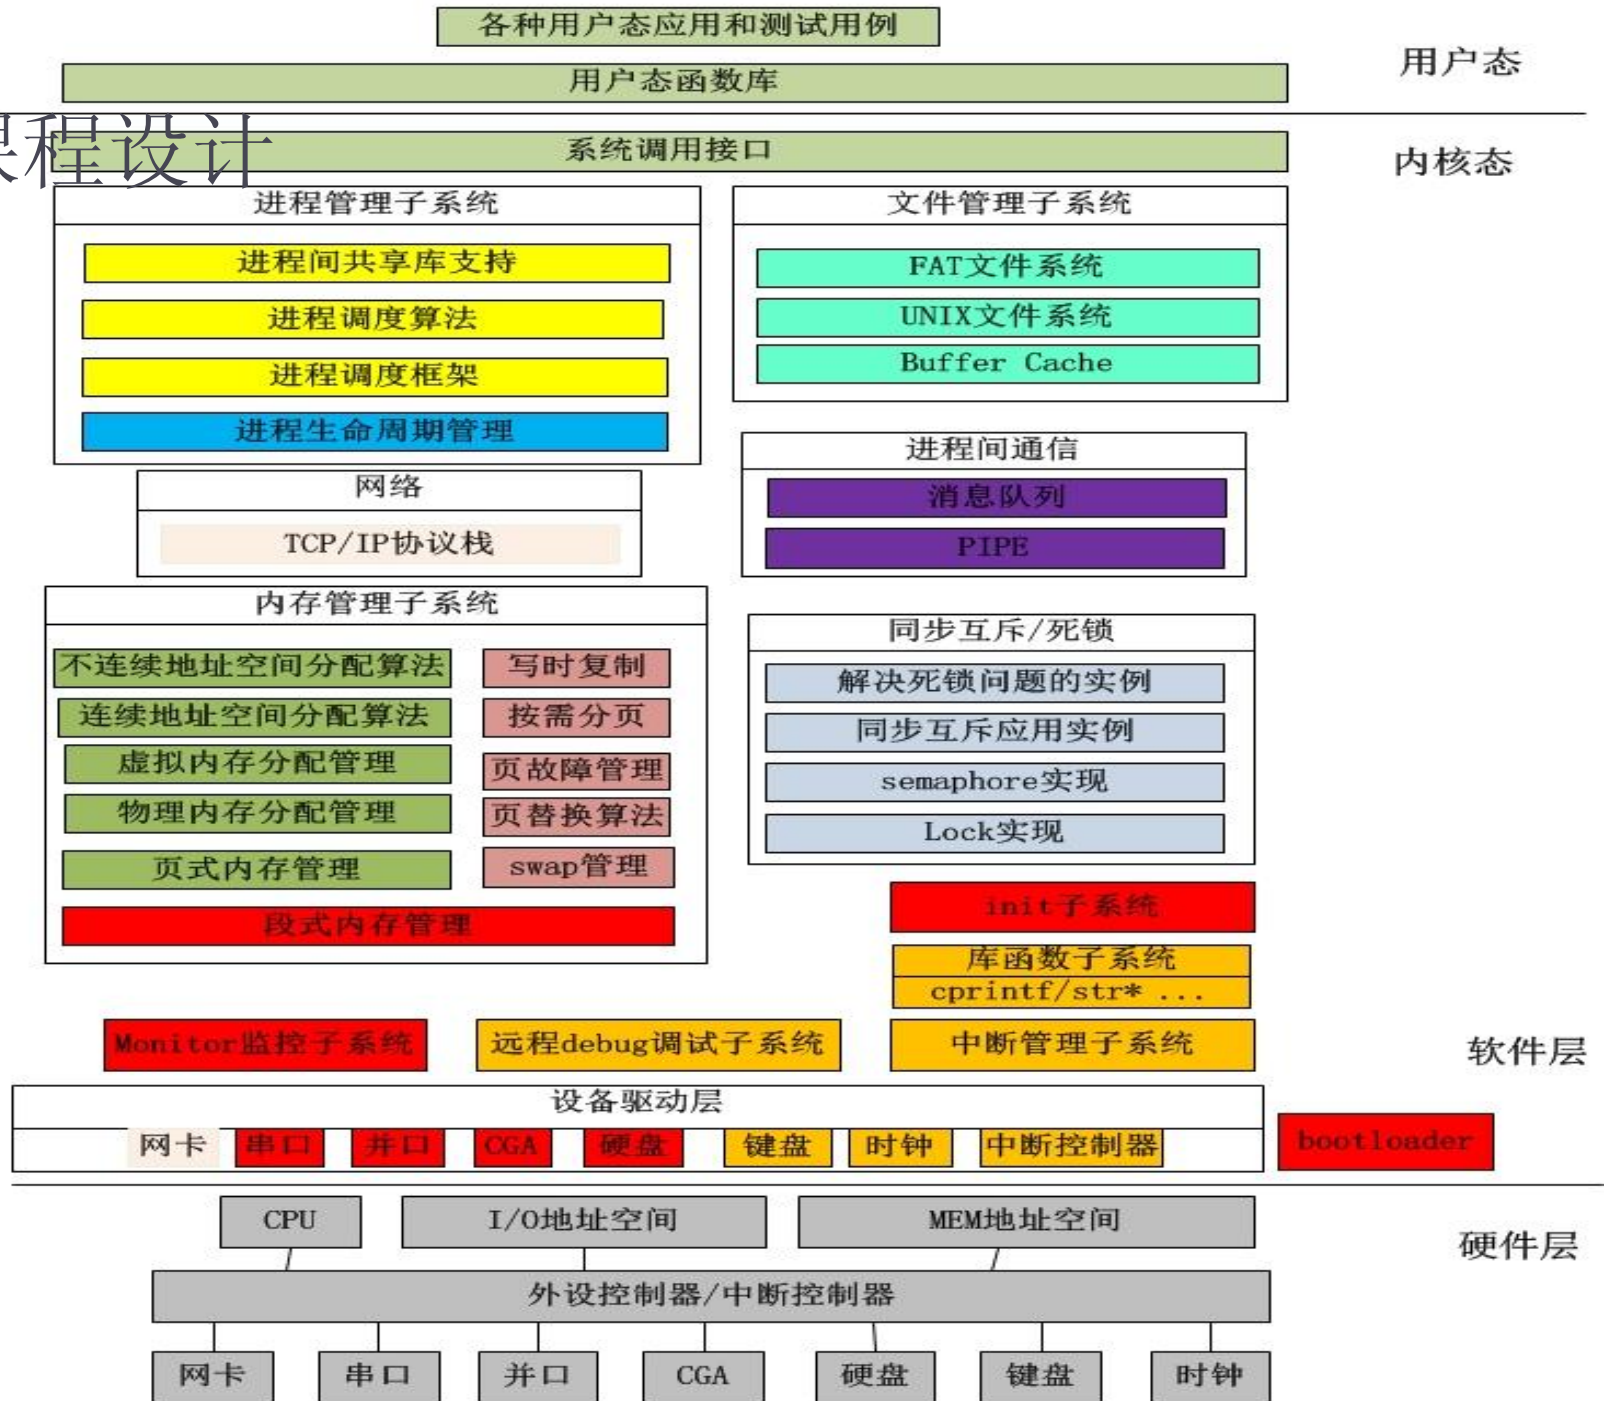 各种用户态应用和测试用例
用户态函数库
用户态
程设计
系统调用接口
内核态
进程管理子系统
进程间共享库支持
进程调度算法
进程调度框架
进程生命周期管理
文件管理子系统
FAT文件系统
UNIX文件系统
Buffer Cache
网络
TCP/IP协议栈
进程间通信
消息队列
PIPE
内存管理子系统
不连续地址空间分配算法
连续地址空间分配算法
虚拟内存分配管理
物理内存分配管理
页式内存管理
写时复制
按需分页
页故障管理
页替换算法
swap管理
段式内存管理
同步互斥/死锁
解决死锁问题的实例
同步互斥应用实例
semaphore实现
Lock实现
init子系统
库函数子系统
cprintf/str* ...
Monitor监控子系统
远程debug调试子系统
中断管理子系统
软件层
设备驱动层
网卡
串口
并口
CGA
硬盘
键盘
时钟
中断控制器
bootloader
CPU
I/O地址空间
MEM地址空间
硬件层
外设控制器/中断控制器
网卡
串口
并口
CGA
硬盘
键盘
时钟